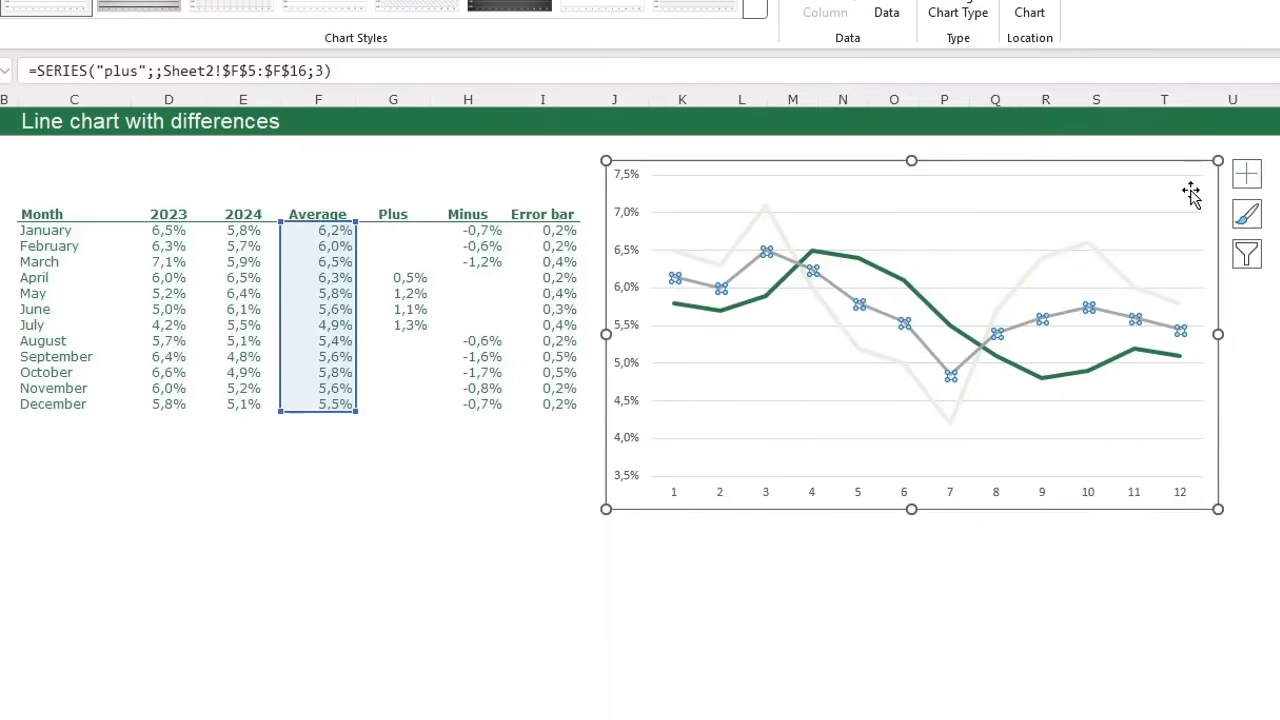 Column Data Chart Type Chart
Chart Styles Data Type Location
=SERIES("plus";;Sheet2!$F$5:$F$16;3)
B C D E F G H I J K L M N O P Q R S T U
Line chart with differences
Month 2023 2024 Average Plus Minus Error bar
January 6,5% 5,8% 6,2% -0,7% 0,2%
February 6,3% 5,7% 6,0% -0,6% 0,2%
March 7,1% 5,9% 6,5% -1,2% 0,4%
April 6,0% 6,5% 6,3% 0,5% 0,2%
May 5,2% 6,4% 5,8% 1,2% 0,4%
June 5,0% 6,1% 5,6% 1,1% 0,3%
July 4,2% 5,5% 4,9% 1,3% 0,4%
August 5,7% 5,1% 5,4% -0,6% 0,2%
September 6,4% 4,8% 5,6% -1,6% 0,5%
October 6,6% 4,9% 5,8% -1,7% 0,5%
November 6,0% 5,2% 5,6% -0,8% 0,2%
December 5,8% 5,1% 5,5% -0,7% 0,2%
7,5%
7,0%
6,5%
6,0%
5,5%
5,0%
4,5%
4,0%
3,5%
1 2 3 4 5 6 7 8 9 10 11 12